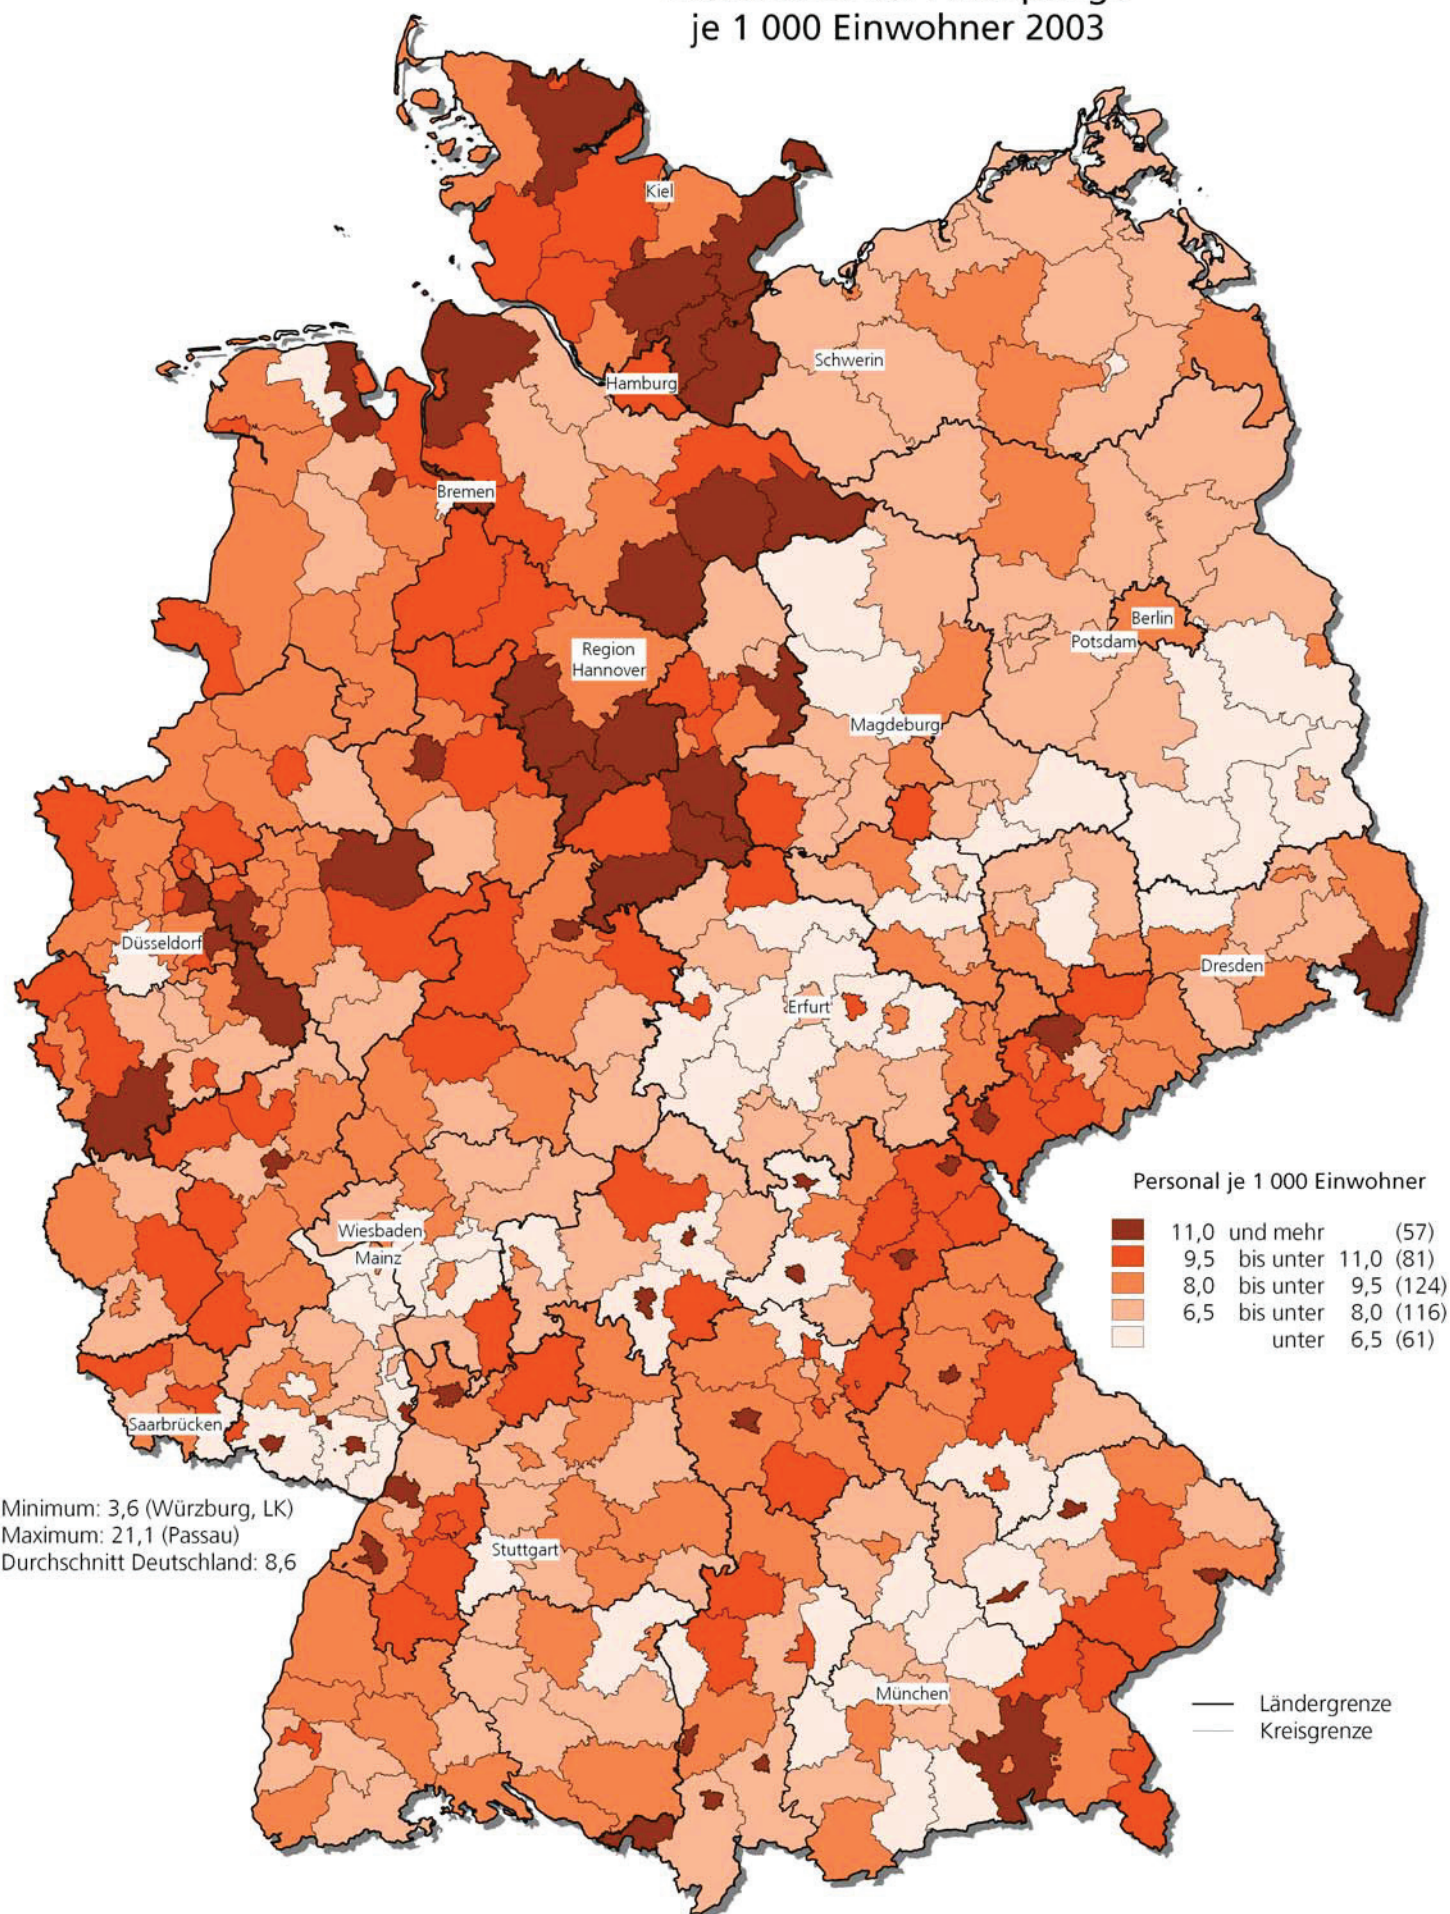 je 1 000 Einwohner 2003
Kiel
Schwerin
Hamburg
Bremen
Berlin
Potsdam
Region
Hannover
Magdeburg
Düsseldorf
Dresden
Erfurt
Personal je 1 000 Einwohner
11,0 und mehr (57)
9,5 bis unter 11,0 (81)
8,0 bis unter 9,5 (124)
6,5 bis unter 8,0 (116)
unter 6,5 (61)
Wiesbaden
Mainz
Saarbrücken
Minimum: 3,6 (Würzburg, LK)
Maximum: 21,1 (Passau)
Durchschnitt Deutschland: 8,6
Stuttgart
München
Ländergrenze
Kreisgrenze